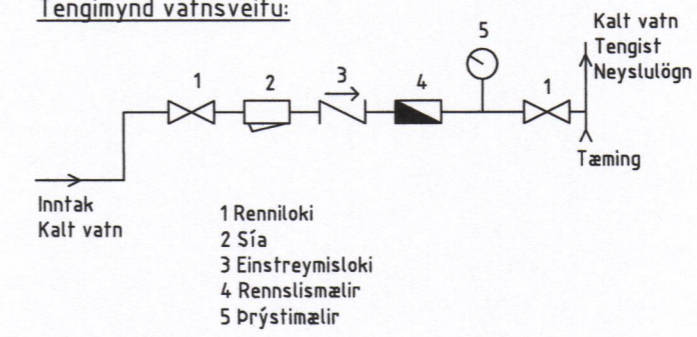 Tengimynd vatnsveitu:
Kalt vatn
Tengist
Neyslulögn
5
1
2
3
4
1
Tæming
Inntak
Kalt vatn
1 Renniloki
2 Sía
3 Einstreymisloki
4 Rennslismælir
5 Þrýstimælir